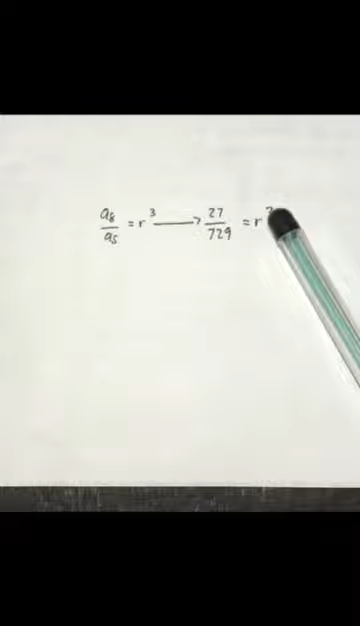 a₈/a₅ = r³ → 27/729 = r